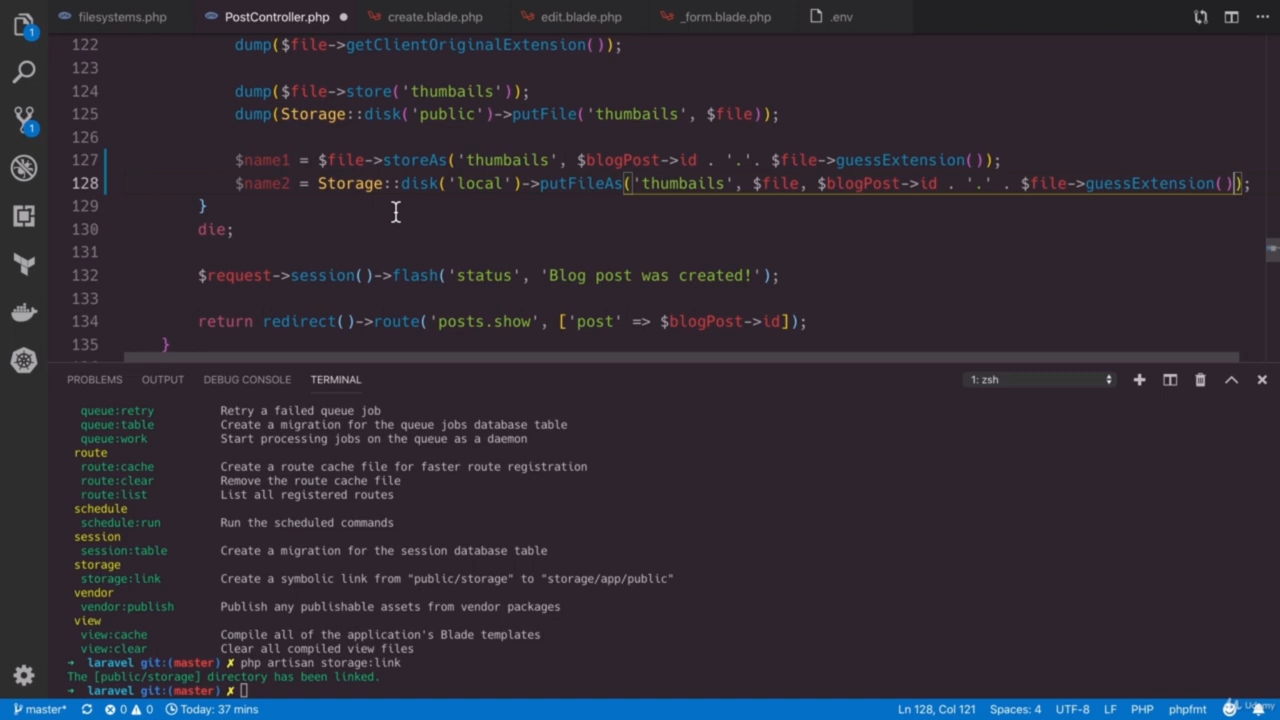 filesystems.php PostController.php create.blade.php edit.blade.php _form.blade.php .env
122 dump($file->getClientOriginalExtension());
123
124 dump($file->store('thumbails'));
125 dump(Storage::disk('public')->putFile('thumbails', $file));
126
127 $name1 = $file->storeAs('thumbails', $blogPost->id . '.'. $file->guessExtension());
128 $name2 = Storage::disk('local')->putFileAs('thumbails', $file, $blogPost->id . '.' . $file->guessExtension());
129 }
130 die;
131
132 $request->session()->flash('status', 'Blog post was created!');
133
134 return redirect()->route('posts.show', ['post' => $blogPost->id]);
135 }
PROBLEMS OUTPUT DEBUG CONSOLE TERMINAL 1: zsh
queue:retry Retry a failed queue job
queue:table Create a migration for the queue jobs database table
queue:work Start processing jobs on the queue as a daemon
route
route:cache Create a route cache file for faster route registration
route:clear Remove the route cache file
route:list List all registered routes
schedule
schedule:run Run the scheduled commands
session
session:table Create a migration for the session database table
storage
storage:link Create a symbolic link from "public/storage" to "storage/app/public"
vendor
vendor:publish Publish any publishable assets from vendor packages
view
view:cache Compile all of the application's Blade templates
view:clear Clear all compiled view files
→ laravel git:(master) ✗ php artisan storage:link
The [public/storage] directory has been linked.
→ laravel git:(master) ✗
master* 0 0 Today: 37 mins Ln 128, Col 121 Spaces: 4 UTF-8 LF PHP phpfmt Udemy
1
1